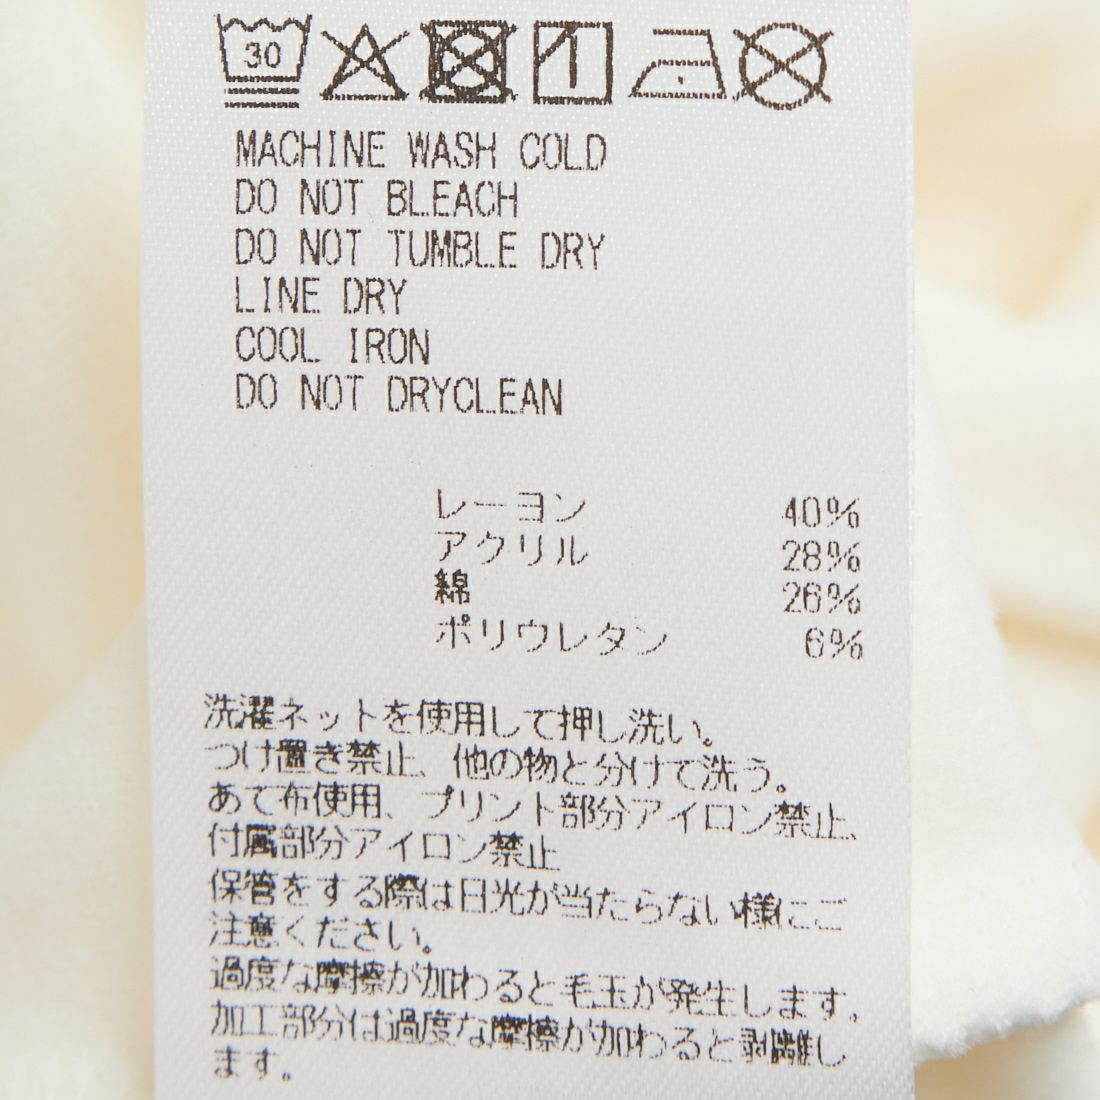 30
MACHINE WASH COLD
DO NOT BLEACH
DO NOT TUMBLE DRY
LINE DRY
COOL IRON
DO NOT DRYCLEAN
レーヨン 40%
アクリル 28%
綿 26%
ポリウレタン 6%
洗濯ネットを使用して押し洗い。
つけ置き禁止、他の物と分けて洗う。
あて布使用、プリント部分アイロン禁止、
付属部分アイロン禁止
保管をする際は日光が当たらない様にご
注意ください。
過度な摩擦が加わると毛玉が発生します。
加工部分は過度な摩擦が加わると剥離し
ます。